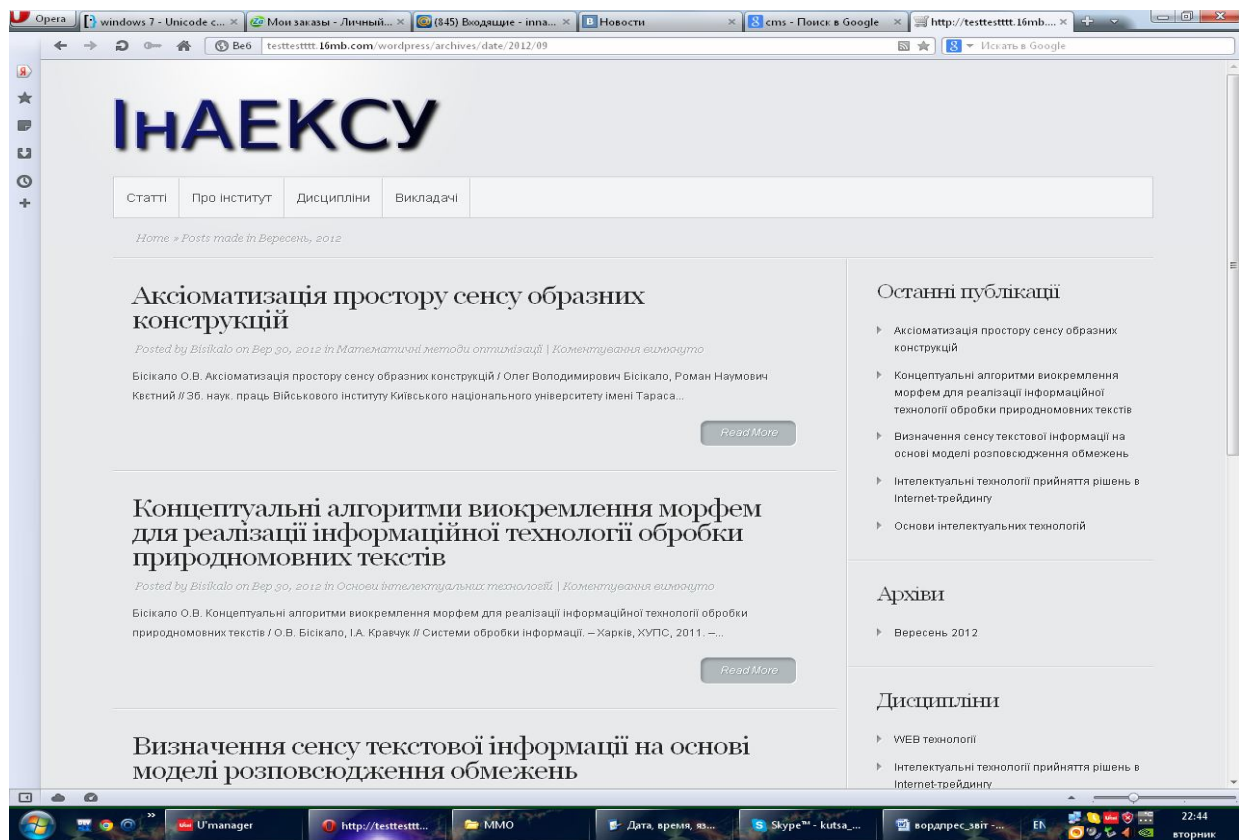 Opera
windows 7 - Unicode c...
Мои заказы - Личный...
(845) Входящие - inna...
Новости
cms - Поиск в Google
http://testtesttt.16mb....
Веб
testtesttt.16mb.com/wordpress/archives/date/2012/09
Искать в Google
ІнАЕКСУ
Статті
Про інститут
Дисципліни
Викладачі
Home » Posts made in Вересень, 2012
Аксіоматизація простору сенсу образних
конструкцій
Posted by Bisikalo on Вер 30, 2012 in Математичні методи оптимізації | Коментування вимкнуто
Бісікало О.В. Аксіоматизація простору сенсу образних конструкцій / Олег Володимирович Бісікало, Роман Наумович
Квєтний // Зб. наук. праць Військового інституту Київського національного університету імені Тараса...
Read More
Концептуальні алгоритми виокремлення морфем
для реалізації інформаційної технології обробки
природномовних текстів
Posted by Bisikalo on Вер 30, 2012 in Основи інтелектуальних технологій | Коментування вимкнуто
Бісікало О.В. Концептуальні алгоритми виокремлення морфем для реалізації інформаційної технології обробки
природномовних текстів / О.В. Бісікало, І.А. Кравчук // Системи обробки інформації. – Харків, ХУПС, 2011. –...
Read More
Визначення сенсу текстової інформації на основі
моделі розповсюдження обмежень
Останні публікації
Аксіоматизація простору сенсу образних
конструкцій
Концептуальні алгоритми виокремлення
морфем для реалізації інформаційної
технології обробки природномовних текстів
Визначення сенсу текстової інформації на
основі моделі розповсюдження обмежень
Інтелектуальні технології прийняття рішень в
Internet-трейдингу
Основи інтелектуальних технологій
Архіви
Вересень 2012
Дисципліни
WEB технології
Інтелектуальні технології прийняття рішень в
Internet-трейдингу
U'manager
http://testtesttt...
ММО
Дата, время, яз...
Skype™ - kutsa_...
вордпрес_звіт -...
EN
22:44
вторник